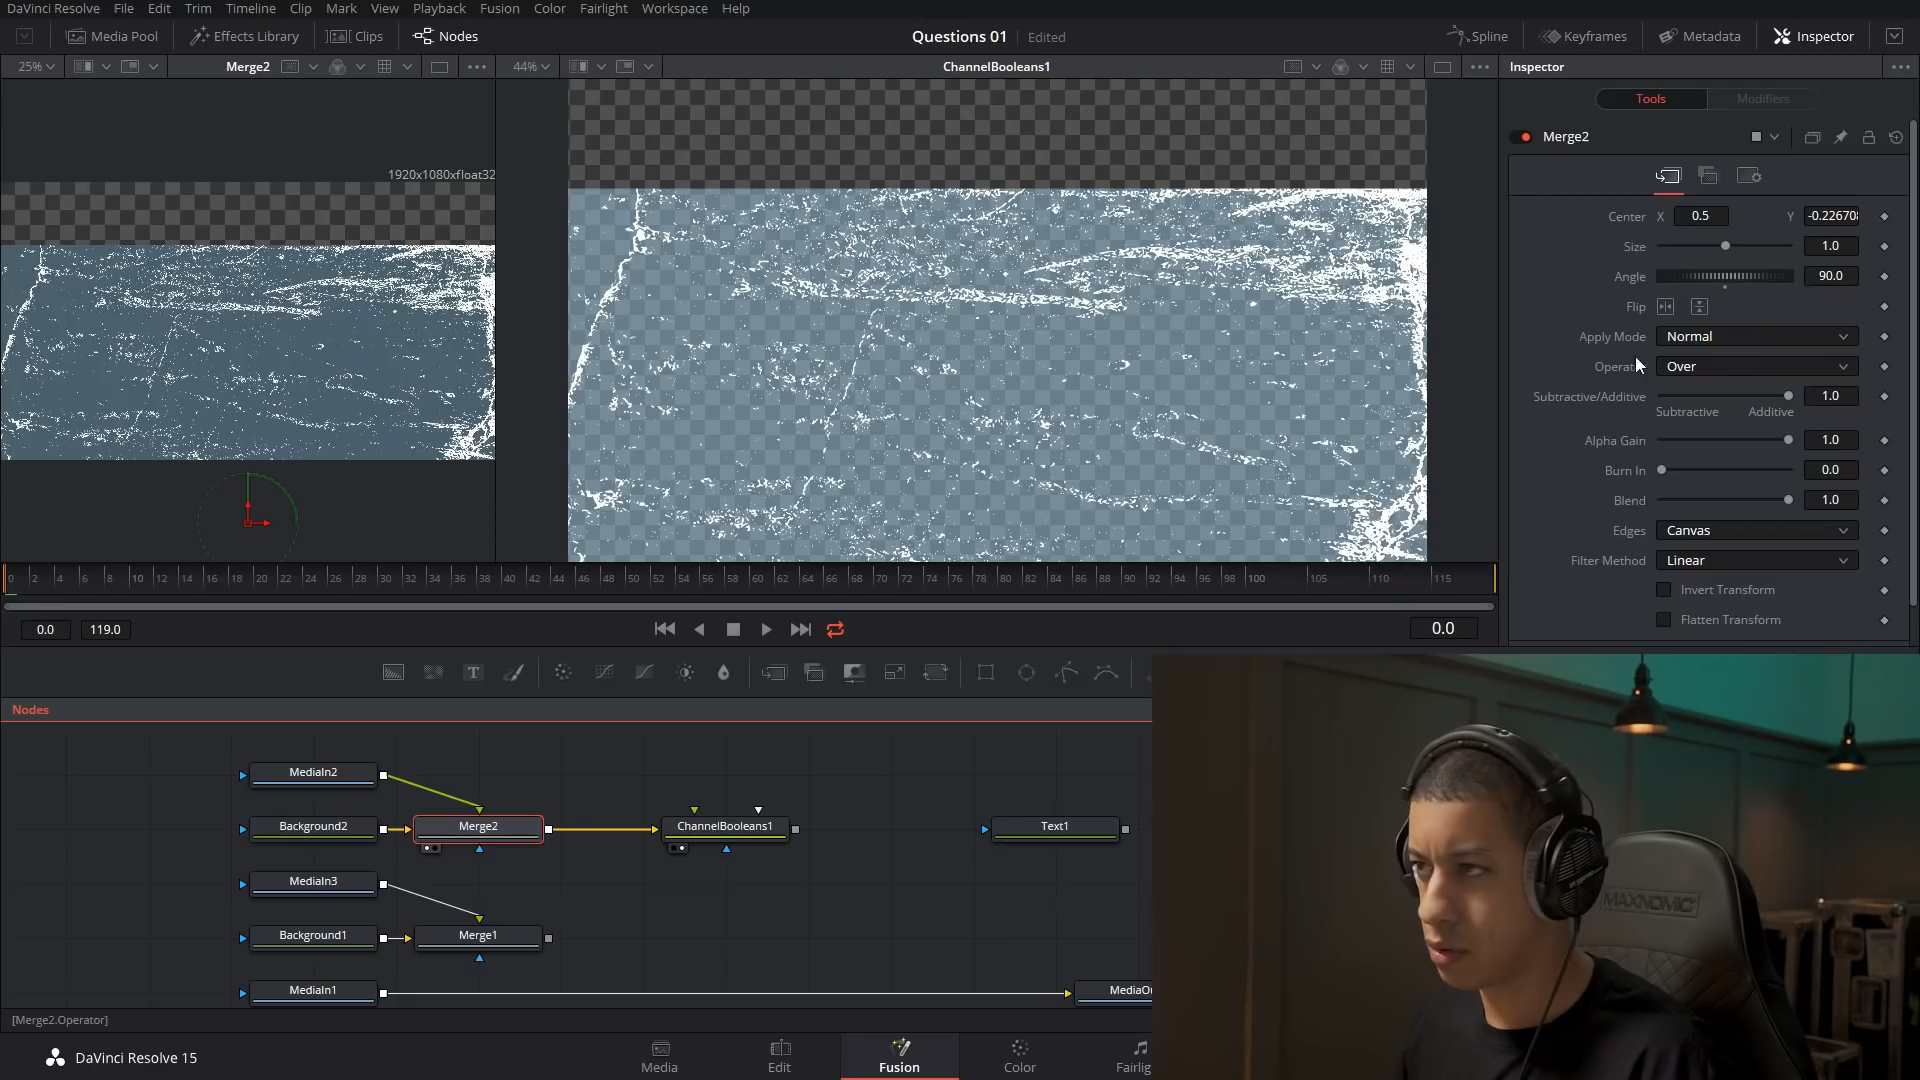 DaVinci Resolve File Edit Trim Timeline Clip Mark View Playback Fusion Color Fairlight Workspace Help
Media Pool Effects Library Clips Nodes Questions 01 Edited Spline Keyframes Metadata Inspector
25% Merge2 44% ChannelBooleans1 Inspector
Tools Modifiers
Merge2
1920x1080xfloat32
Center X 0.5 Y -0.22670
Size 1.0
Angle 90.0
Flip
Apply Mode Normal
Operat Over
Subtractive/Additive 1.0
Subtractive Additive
Alpha Gain 1.0
Burn In 0.0
Blend 1.0
Edges Canvas
Filter Method Linear
Invert Transform
Flatten Transform
0 2 4 6 8 10 12 14 16 18 20 22 24 26 28 30 32 34 36 38 40 42 44 46 48 50 52 54 56 58 60 62 64 66 68 70 72 74 76 78 80 82 84 86 88 90 92 94 96 98 100 105 110 115
0.0 119.0 0.0
T
Nodes
MediaIn2
Background2 Merge2 ChannelBooleans1 Text1
MediaIn3
Background1 Merge1
MediaIn1 MediaOu
MAXNOMIC
[Merge2.Operator]
DaVinci Resolve 15 Media Edit Fusion Color Fairlig